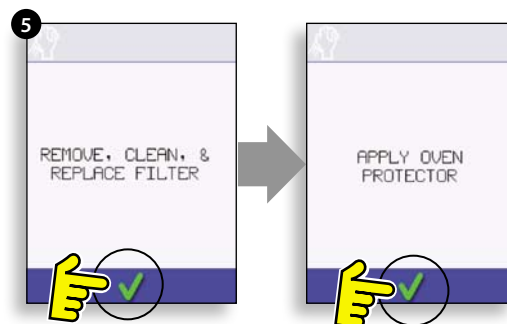 5
REMOVE, CLEAN, &
REPLACE FILTER
APPLY OVEN
PROTECTOR